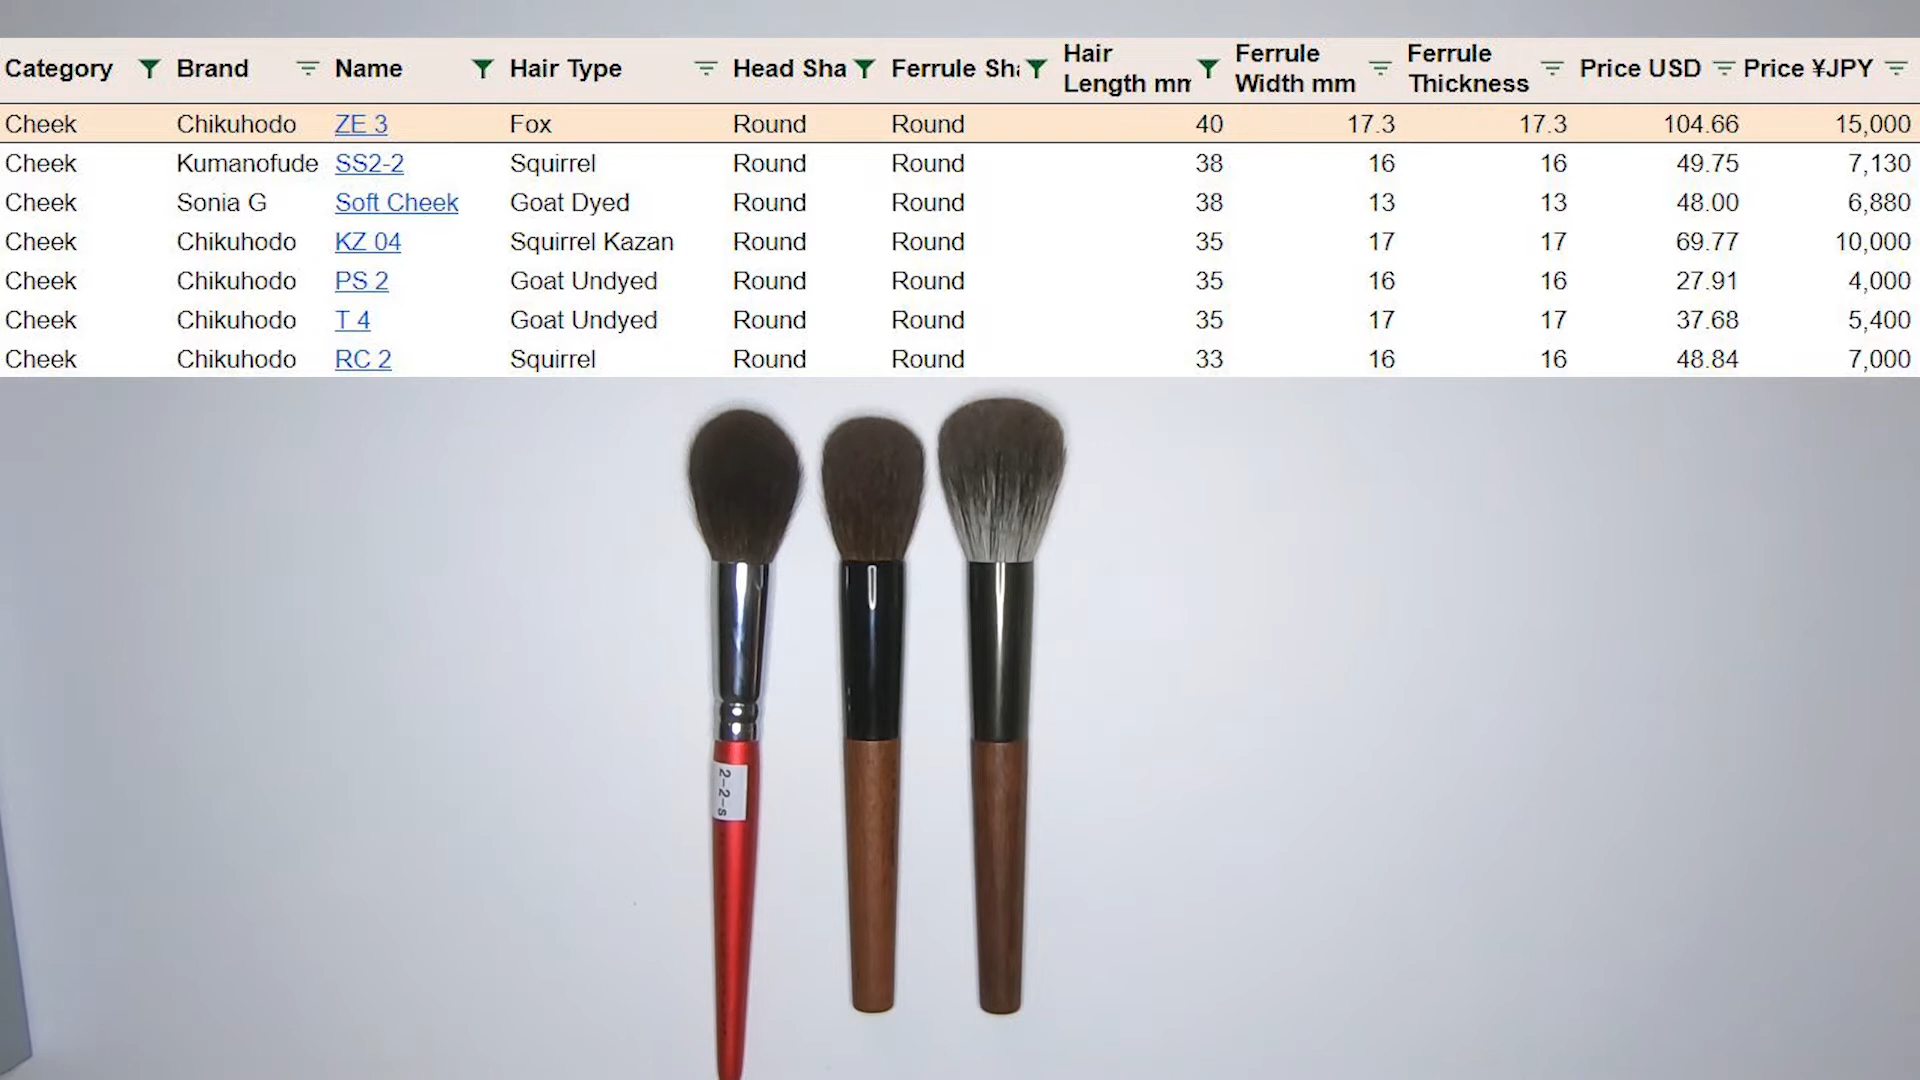 Category Brand Name Hair Type Head Sha Ferrule Sha Hair Length mm Ferrule Width mm Ferrule Thickness Price USD Price ¥JPY
Cheek Chikuhodo ZE 3 Fox Round Round 40 17.3 17.3 104.66 15,000
Cheek Kumanofude SS2-2 Squirrel Round Round 38 16 16 49.75 7,130
Cheek Sonia G Soft Cheek Goat Dyed Round Round 38 13 13 48.00 6,880
Cheek Chikuhodo KZ 04 Squirrel Kazan Round Round 35 17 17 69.77 10,000
Cheek Chikuhodo PS 2 Goat Undyed Round Round 35 16 16 27.91 4,000
Cheek Chikuhodo T 4 Goat Undyed Round Round 35 17 17 37.68 5,400
Cheek Chikuhodo RC 2 Squirrel Round Round 33 16 16 48.84 7,000
2-2-s